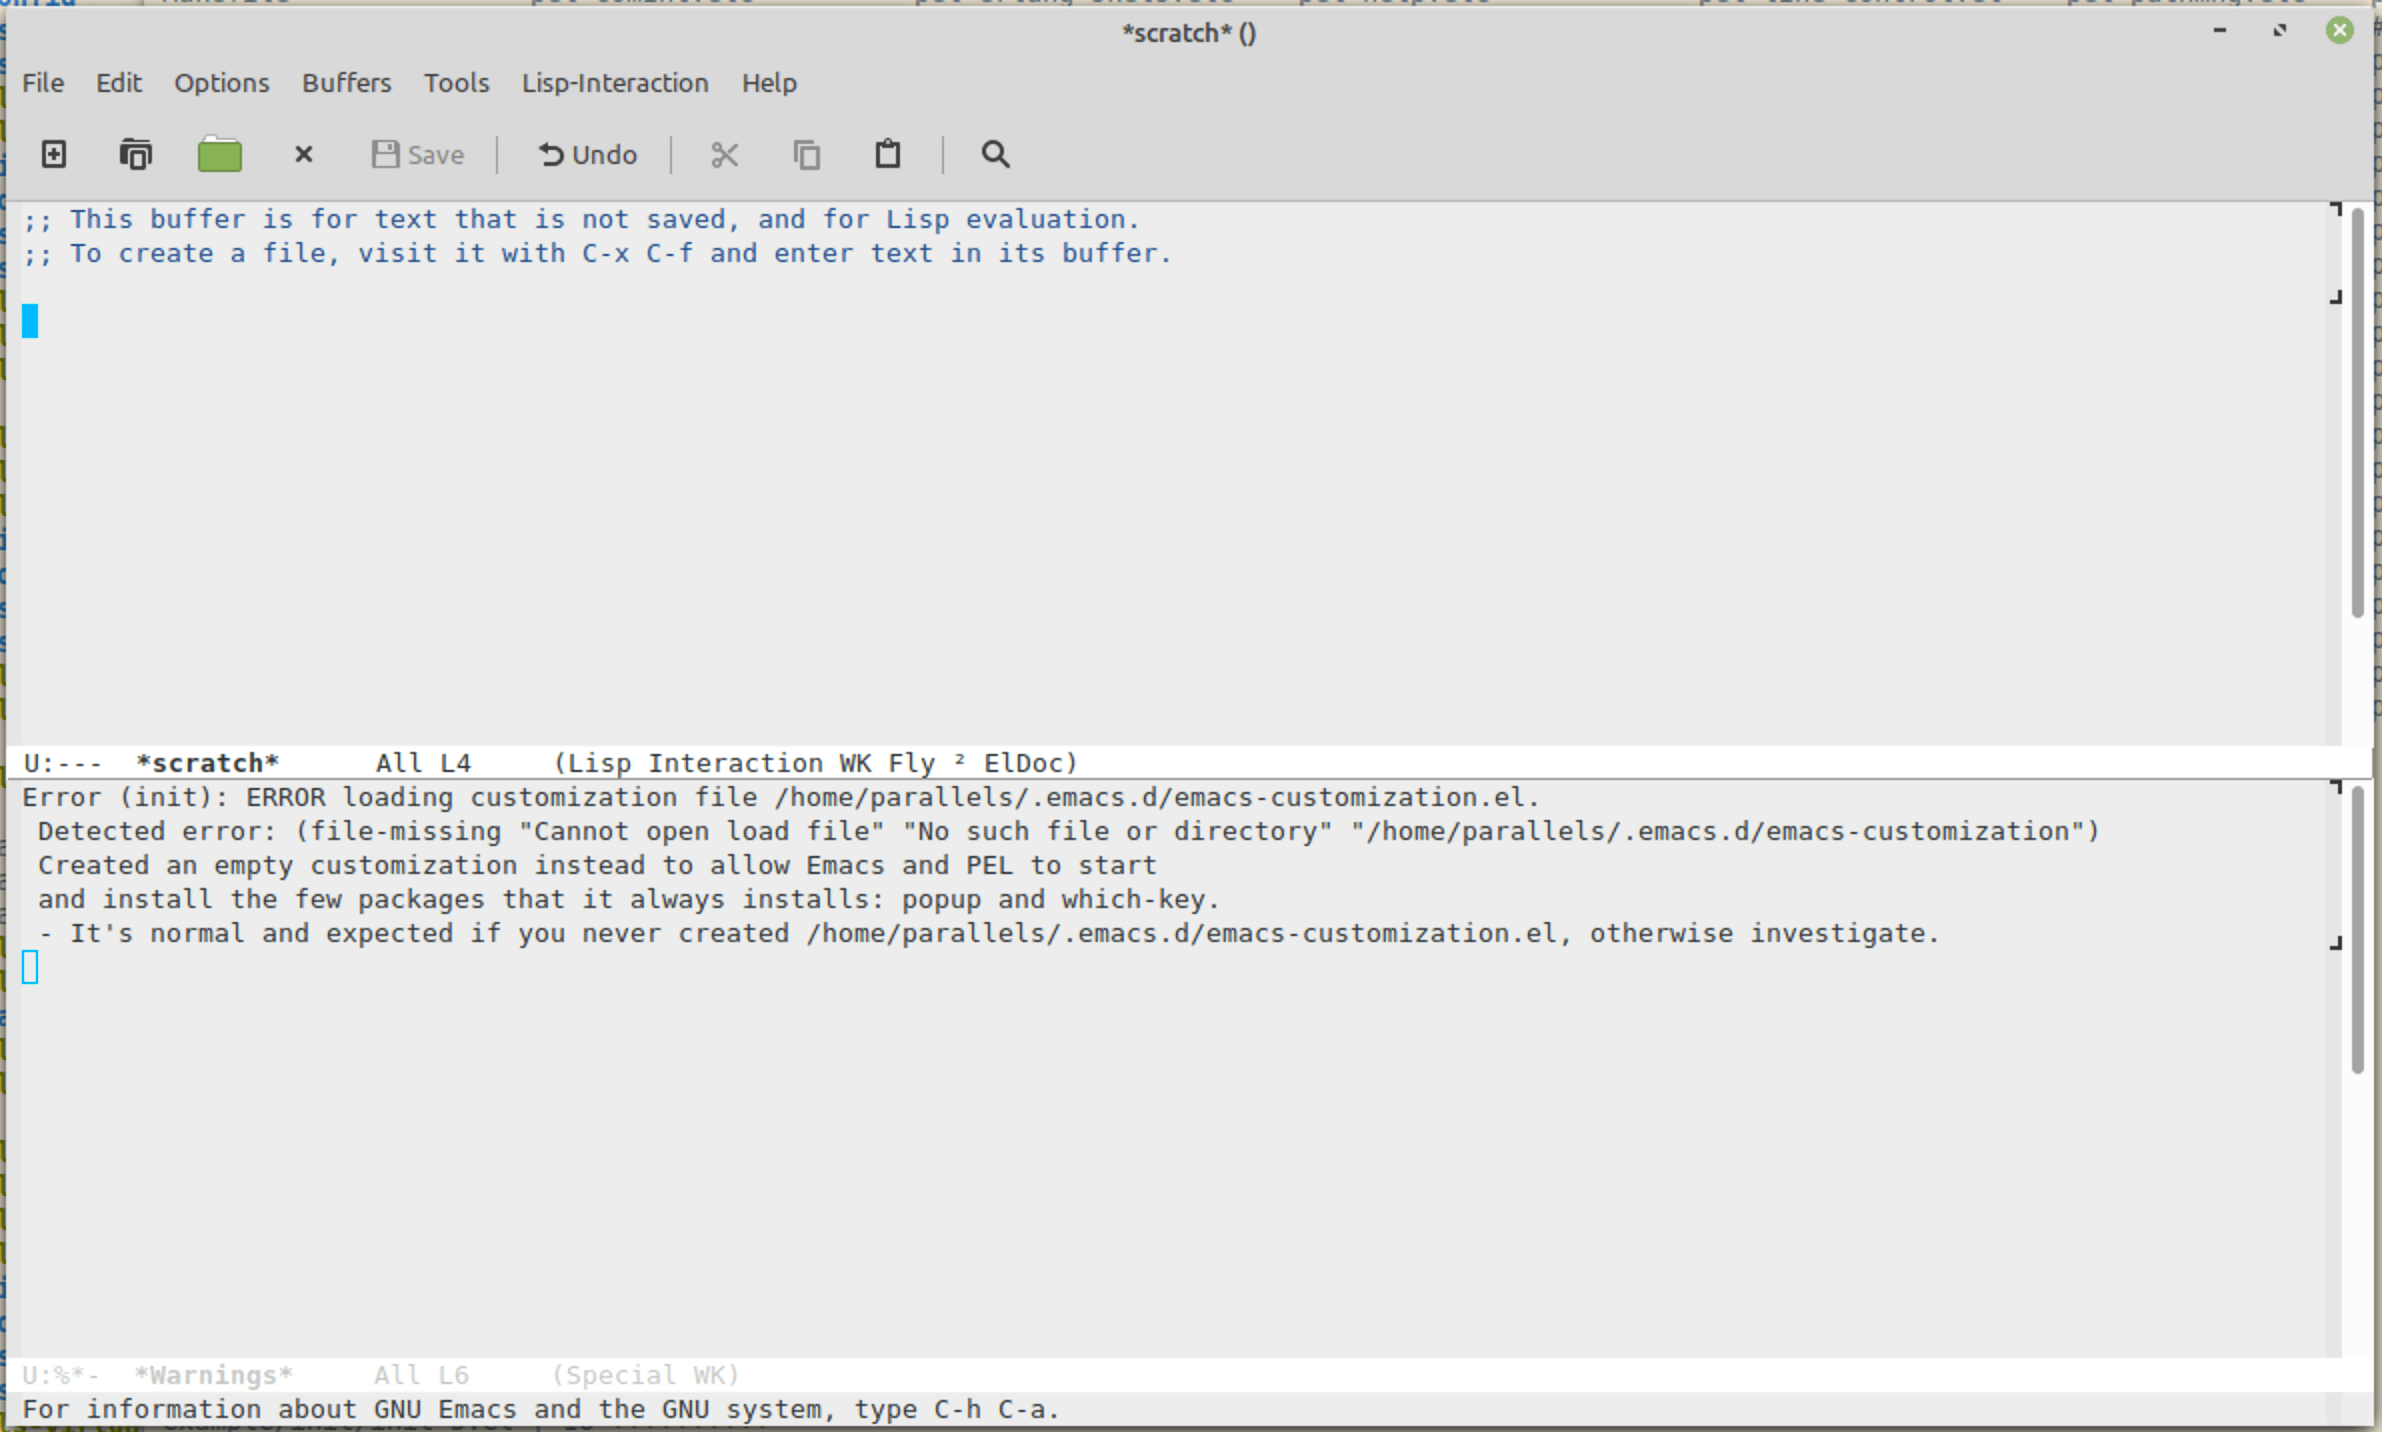 *scratch* ()
File Edit Options Buffers Tools Lisp-Interaction Help
Save Undo
;; This buffer is for text that is not saved, and for Lisp evaluation.
;; To create a file, visit it with C-x C-f and enter text in its buffer.
U:--- *scratch* All L4 (Lisp Interaction WK Fly ² ElDoc)
Error (init): ERROR loading customization file /home/parallels/.emacs.d/emacs-customization.el.
Detected error: (file-missing "Cannot open load file" "No such file or directory" "/home/parallels/.emacs.d/emacs-customization")
Created an empty customization instead to allow Emacs and PEL to start
and install the few packages that it always installs: popup and which-key.
- It's normal and expected if you never created /home/parallels/.emacs.d/emacs-customization.el, otherwise investigate.
U:%*- *Warnings* All L6 (Special WK)
For information about GNU Emacs and the GNU system, type C-h C-a.